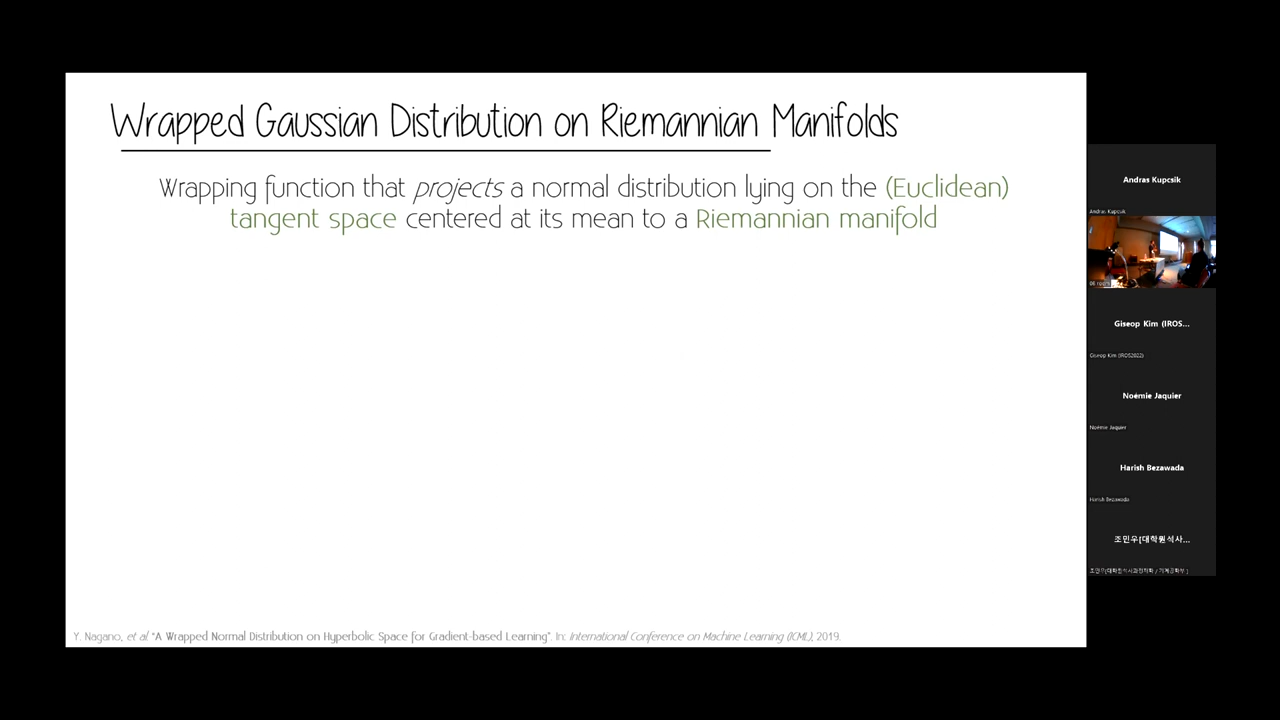 Wrapped Gaussian Distribution on Riemannian Manifolds
Wrapping function that projects a normal distribution lying on the (Euclidean)
tangent space centered at its mean to a Riemannian manifold
Y. Nagano, et al. "A Wrapped Normal Distribution on Hyperbolic Space for Gradient-based Learning". In: International Conference on Machine Learning (ICML), 2019.
Andras Kupcsik
Andras Kupcsik
Giseop Kim (IROS...
Giseop Kim (IROS2022)
Noémie Jaquier
Noémie Jaquier
Harish Bezawada
Harish Bezawada
조민우[대학원석사...